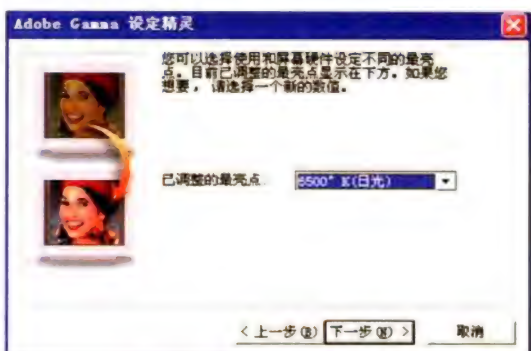 Adobe Gamma 设定精灵
您可以选择使用和屏幕硬件设定不同的最亮
点。目前已调整的最亮点显示在下方。如果您
想要， 请选择一个新的数值。
已调整的最亮点： 6500° K(日光)
< 上一步(B) 下一步(N) > 取消